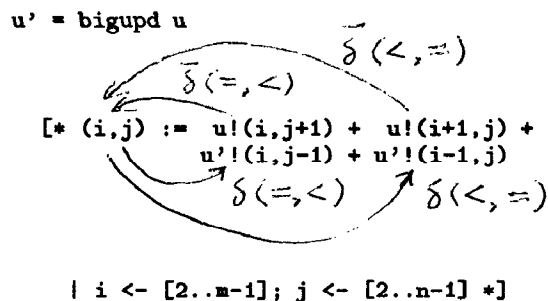 u' = bigupd u
δ̄(<,=)
δ̄(=,<)
[* (i,j) := u!(i,j+1) + u!(i+1,j) +
u'!(i,j-1) + u'!(i-1,j)
δ(=,<) δ(<,=)
| i <- [2..m-1]; j <- [2..n-1] *]